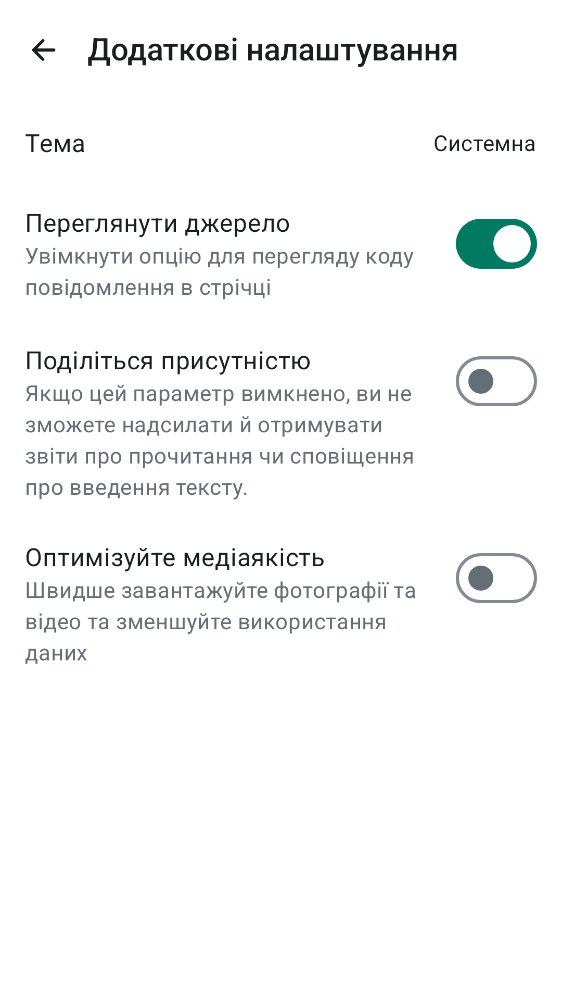 Додаткові налаштування
Тема
Системна
Переглянути джерело
Увімкнути опцію для перегляду коду
повідомлення в стрічці
Поділіться присутністю
Якщо цей параметр вимкнено, ви не
зможете надсилати й отримувати
звіти про прочитання чи сповіщення
про введення тексту.
Оптимізуйте медіаякість
Швидше завантажуйте фотографії та
відео та зменшуйте використання
даних